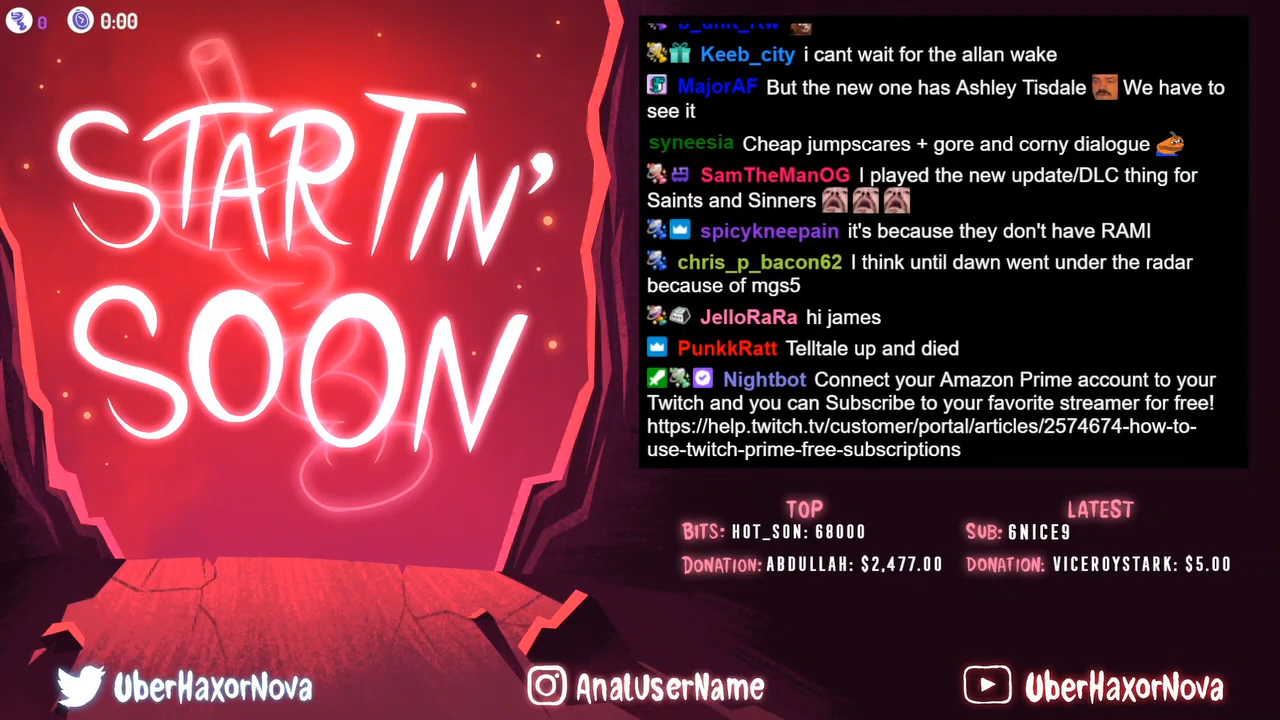 0 0:00
STARTIN'
SOON
B_unit_rtw
Keeb_city i cant wait for the allan wake
MajorAF But the new one has Ashley Tisdale We have to
see it
syneesia Cheap jumpscares + gore and corny dialogue
SamTheManOG I played the new update/DLC thing for
Saints and Sinners
spicykneepain it's because they don't have RAMI
chris_p_bacon62 I think until dawn went under the radar
because of mgs5
JelloRaRa hi james
PunkkRatt Telltale up and died
Nightbot Connect your Amazon Prime account to your
Twitch and you can Subscribe to your favorite streamer for free!
https://help.twitch.tv/customer/portal/articles/2574674-how-to-
use-twitch-prime-free-subscriptions
TOP
BITS: HOT_SON: 68000
DONATION: ABDULLAH: $2,477.00
LATEST
SUB: 6NICE9
DONATION: VICEROYSTARK: $5.00
UberHaxorNova
AnalUserName
UberHaxorNova